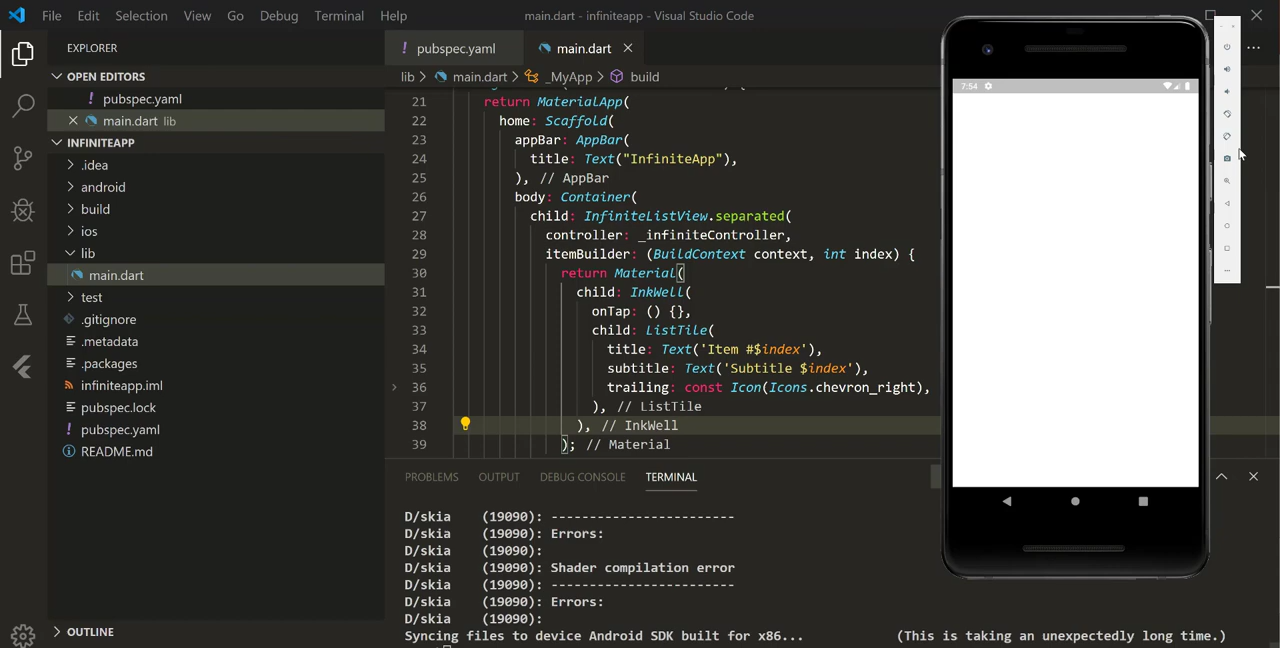 File Edit Selection View Go Debug Terminal Help
main.dart - infiniteapp - Visual Studio Code
EXPLORER
OPEN EDITORS
! pubspec.yaml
main.dart lib
INFINITEAPP
.idea
android
build
ios
lib
main.dart
test
.gitignore
.metadata
.packages
infiniteapp.iml
pubspec.lock
! pubspec.yaml
README.md
OUTLINE
! pubspec.yaml
main.dart
lib > main.dart > _MyApp > build
21 return MaterialApp(
22 home: Scaffold(
23 appBar: AppBar(
24 title: Text("InfiniteApp"),
25 ), // AppBar
26 body: Container(
27 child: InfiniteListView.separated(
28 controller: _infiniteController,
29 itemBuilder: (BuildContext context, int index) {
30 return Material(
31 child: InkWell(
32 onTap: () {},
33 child: ListTile(
34 title: Text('Item #$index'),
35 subtitle: Text('Subtitle $index'),
36 trailing: const Icon(Icons.chevron_right),
37 ), // ListTile
38 ), // InkWell
39 ); // Material
PROBLEMS OUTPUT DEBUG CONSOLE TERMINAL
D/skia (19090): ------------------------
D/skia (19090): Errors:
D/skia (19090):
D/skia (19090): Shader compilation error
D/skia (19090): ------------------------
D/skia (19090): Errors:
D/skia (19090):
Syncing files to device Android SDK built for x86... (This is taking an unexpectedly long time.)
7:54